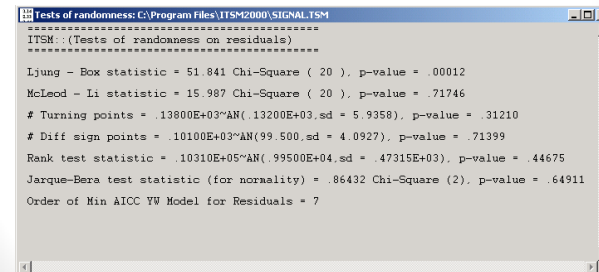 Tests of randomness: C:\Program Files\ITSM2000\SIGNAL.TSM
============================================
ITSM::(Tests of randomness on residuals)
============================================
Ljung - Box statistic = 51.841 Chi-Square ( 20 ), p-value = .00012
McLeod - Li statistic = 15.987 Chi-Square ( 20 ), p-value = .71746
# Turning points = .13800E+03~AN(.13200E+03,sd = 5.9358), p-value = .31210
# Diff sign points = .10100E+03~AN(99.500,sd = 4.0927), p-value = .71399
Rank test statistic = .10310E+05~AN(.99500E+04,sd = .47315E+03), p-value = .44675
Jarque-Bera test statistic (for normality) = .86432 Chi-Square (2), p-value = .64911
Order of Min AICC YW Model for Residuals = 7